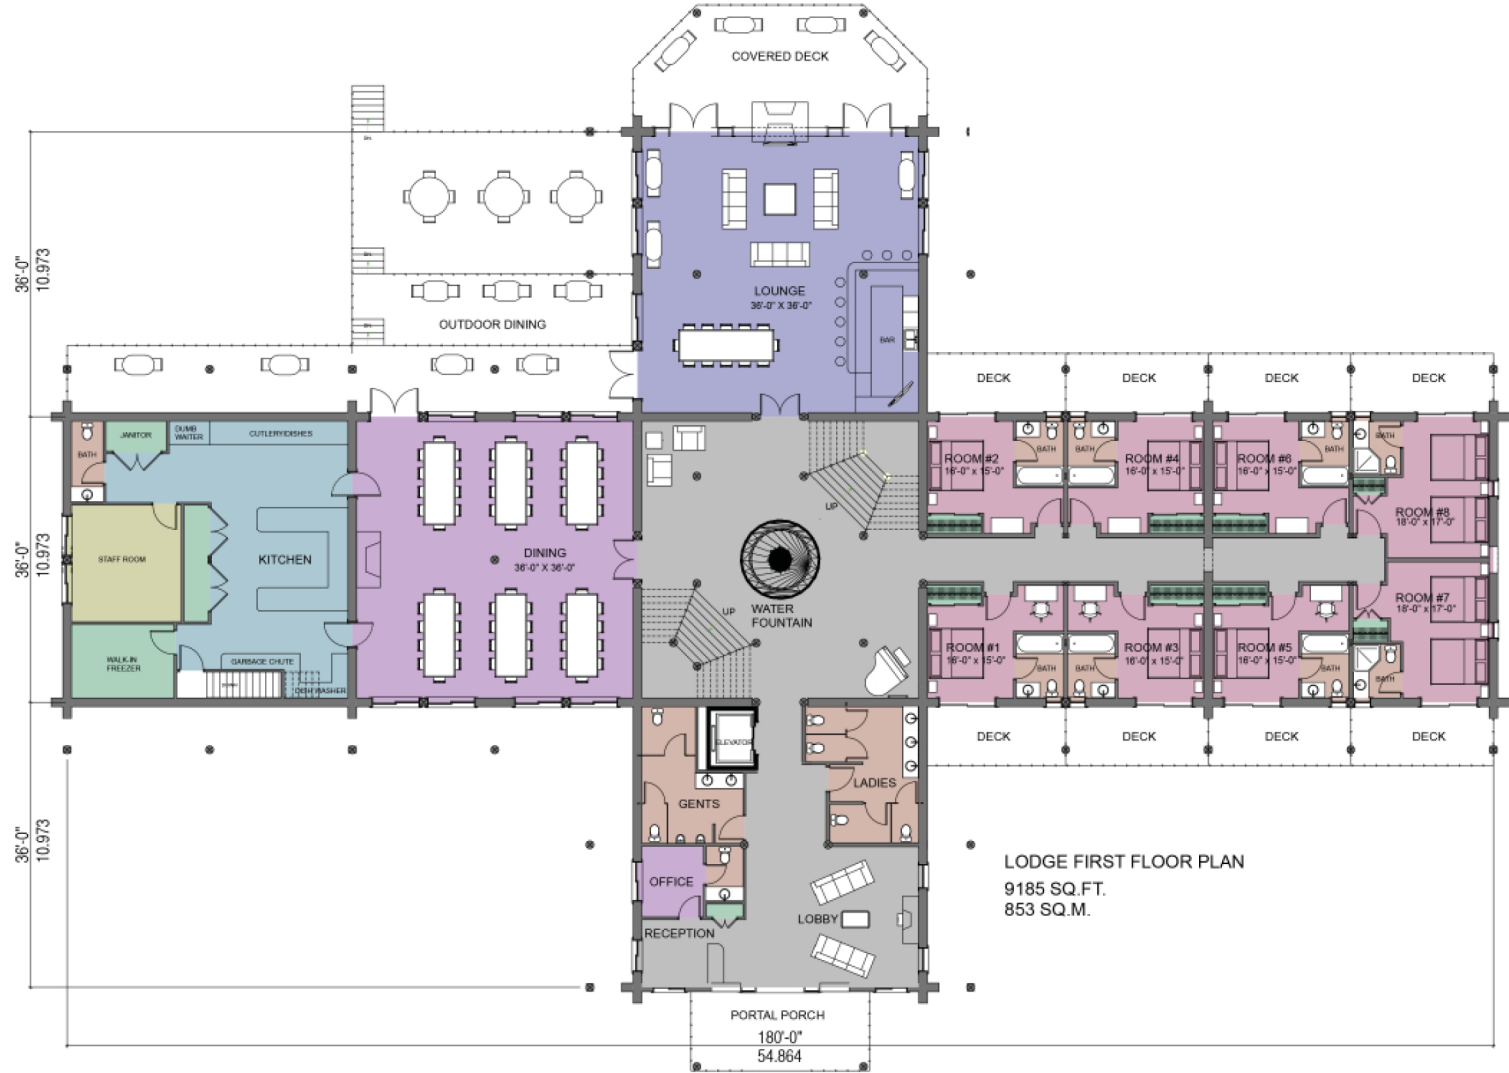 COVERED DECK
Dn.
36'-0"
10.973
Dn.
LOUNGE
36'-0" X 36'-0"
OUTDOOR DINING
Dn.
BAR
DECK
DECK
DECK
DECK
JANITOR
DUMB
WAITER
CUTLERY/DISHES
BATH
ROOM #2
16'-0" x 15'-0"
BATH
BATH
ROOM #4
16'-0" x 15'-0"
ROOM #6
16'-0" x 15'-0"
BATH
BATH
ROOM #8
18'-0" x 17'-0"
UP
36'-0"
10.973
STAFF ROOM
KITCHEN
DINING
36'-0" X 36'-0"
WATER
FOUNTAIN
UP
WALK-IN
FREEZER
GARBAGE CHUTE
DOWN
DISH WASHER
ROOM #1
16'-0" x 15'-0"
BATH
BATH
ROOM #3
16'-0" x 15'-0"
ROOM #5
16'-0" x 15'-0"
BATH
BATH
ROOM #7
18'-0" x 17'-0"
DECK
DECK
DECK
DECK
ELEVATOR
GENTS
LADIES
36'-0"
10.973
OFFICE
LOBBY
RECEPTION
LODGE FIRST FLOOR PLAN
9185 SQ.FT.
853 SQ.M.
PORTAL PORCH
180'-0"
54.864